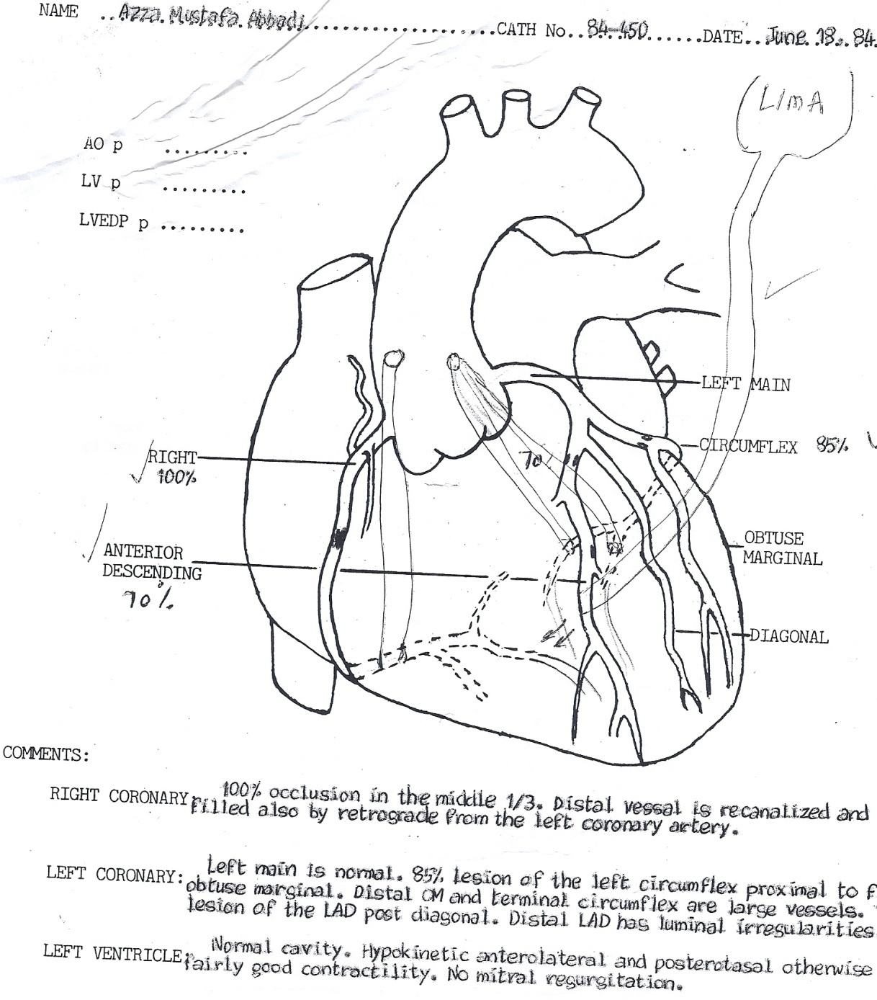 NAME ..Azza Mustafa Abbadi..................CATH No..84-450......DATE..June.18..84.
LIMA
AO p .........
LV p .........
LVEDP p .........
LEFT MAIN
CIRCUMFLEX 85%
RIGHT
100%
70
OBTUSE
MARGINAL
ANTERIOR
DESCENDING
70%
DIAGONAL
COMMENTS:
RIGHT CORONARY: 100% occlusion in the middle 1/3. Distal vessal is recanalized and
filled also by retrograde from the left coronary artery.
LEFT CORONARY: Left main is normal. 85% lesion of the left circumflex proximal to f
obtuse marginal. Distal OM and terminal circumflex are large vessels.
lesion of the LAD post diagonal. Distal LAD has luminal irregularities
LEFT VENTRICLE: Normal cavity. Hypokinetic anterolateral and posterotasal otherwise
fairly good contractility. No mitral regurgitation.